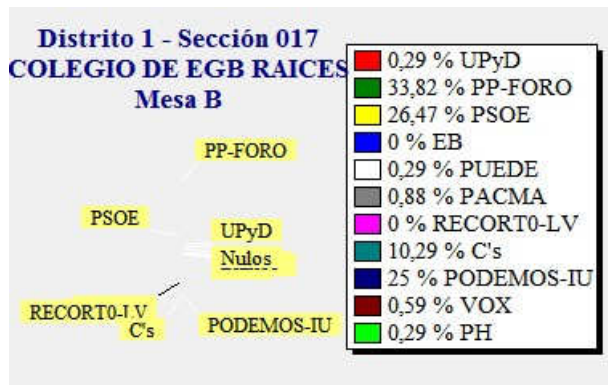 Distrito 1 - Sección 017
COLEGIO DE EGB RAICES
Mesa B
PP-FORO
PSOE
UPyD
Nulos
RECORT0-LV
C's
PODEMOS-IU
0,29 % UPyD
33,82 % PP-FORO
26,47 % PSOE
0 % EB
0,29 % PUEDE
0,88 % PACMA
0 % RECORT0-LV
10,29 % C's
25 % PODEMOS-IU
0,59 % VOX
0,29 % PH